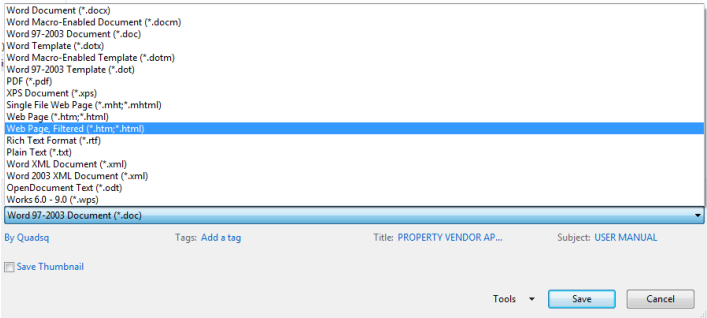 Word Document (*.docx)
Word Macro-Enabled Document (*.docm)
Word 97-2003 Document (*.doc)
Word Template (*.dotx)
Word Macro-Enabled Template (*.dotm)
Word 97-2003 Template (*.dot)
PDF (*.pdf)
XPS Document (*.xps)
Single File Web Page (*.mht;*.mhtml)
Web Page (*.htm;*.html)
Web Page, Filtered (*.htm;*.html)
Rich Text Format (*.rtf)
Plain Text (*.txt)
Word XML Document (*.xml)
Word 2003 XML Document (*.xml)
OpenDocument Text (*.odt)
Works 6.0 - 9.0 (*.wps)
Word 97-2003 Document (*.doc)
By Quadsq Tags: Add a tag Title: PROPERTY VENDOR AP... Subject: USER MANUAL
Save Thumbnail
Tools Save Cancel